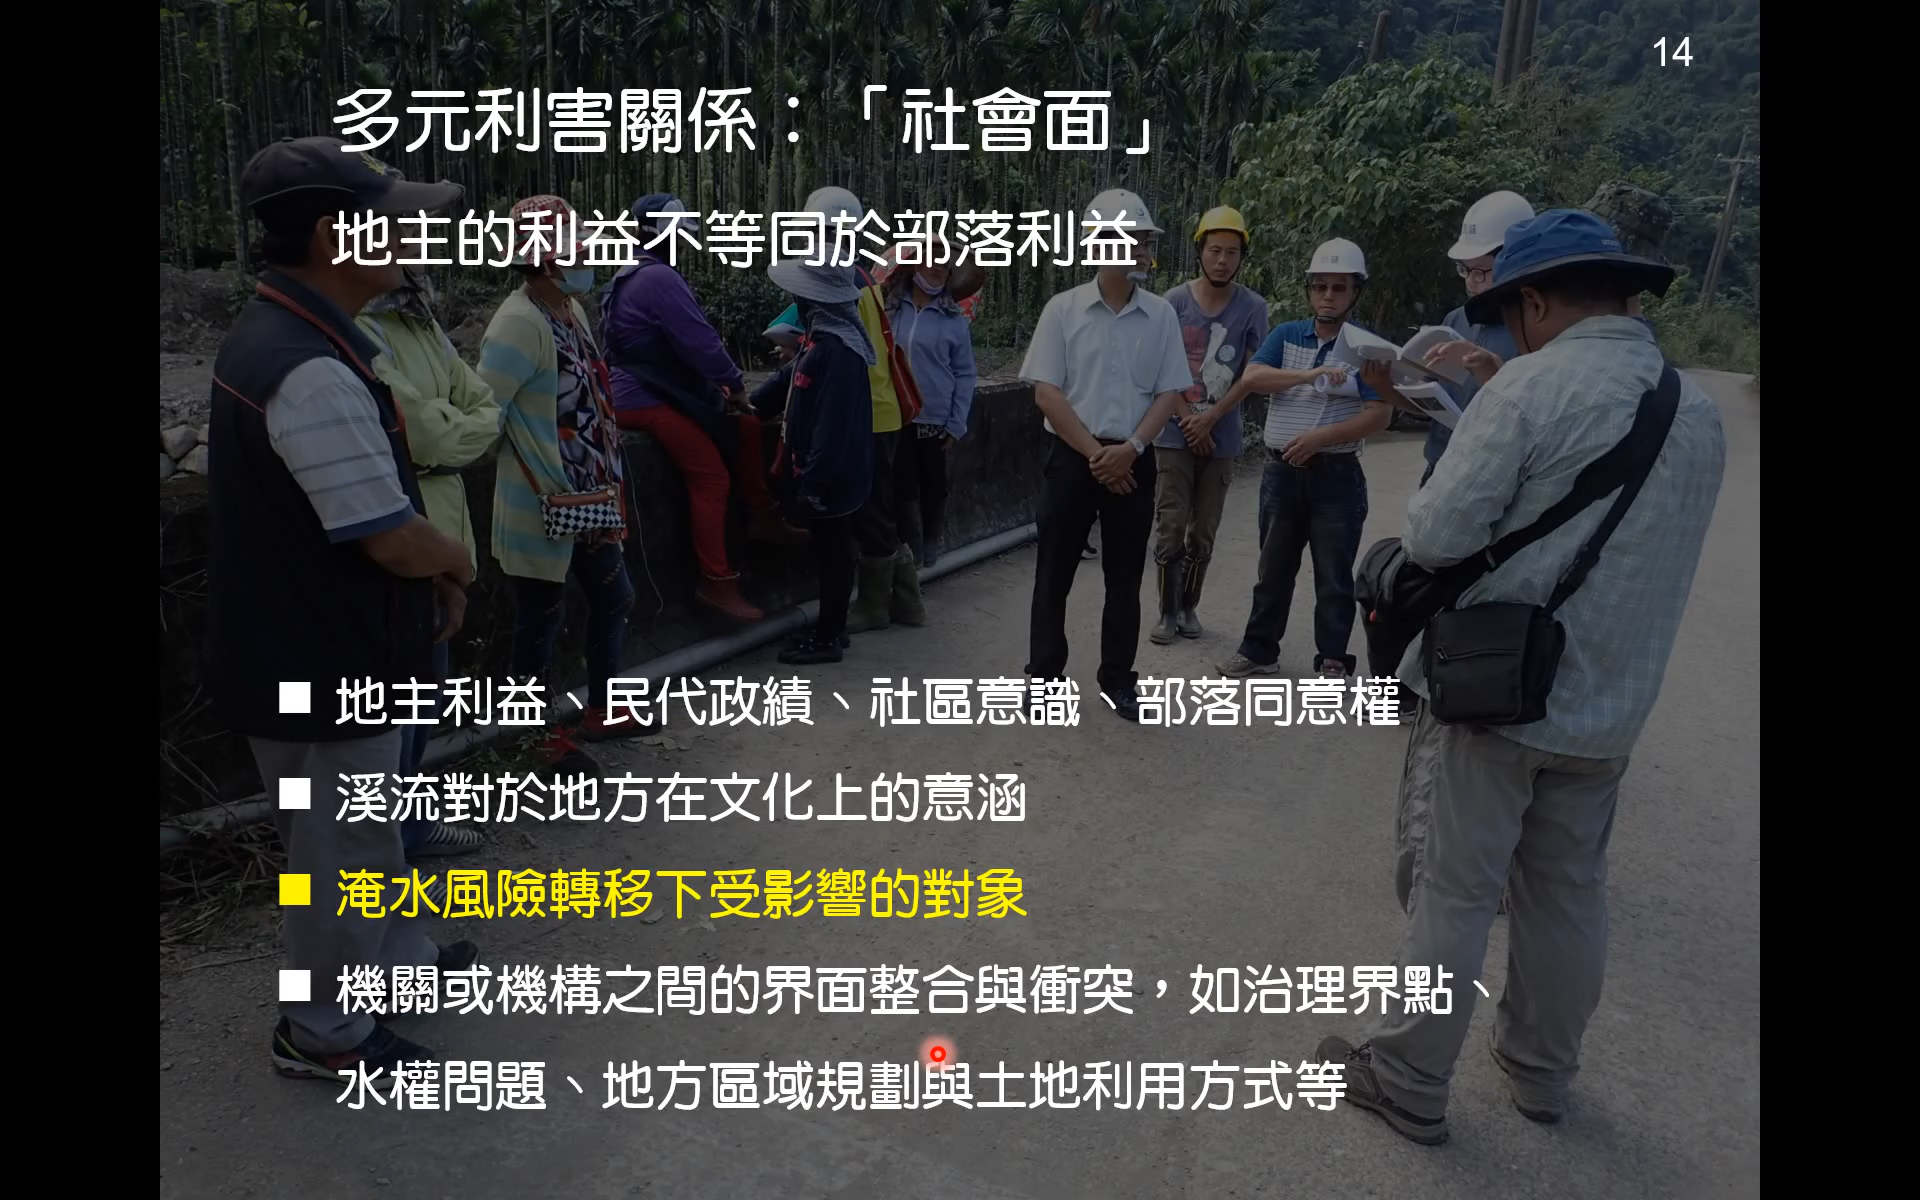 14
多元利害關係：「社會面」
地主的利益不等同於部落利益
■ 地主利益、民代政績、社區意識、部落同意權
■ 溪流對於地方在文化上的意涵
■ 淹水風險轉移下受影響的對象
■ 機關或機構之間的界面整合與衝突，如治理界點、
水權問題、地方區域規劃與土地利用方式等